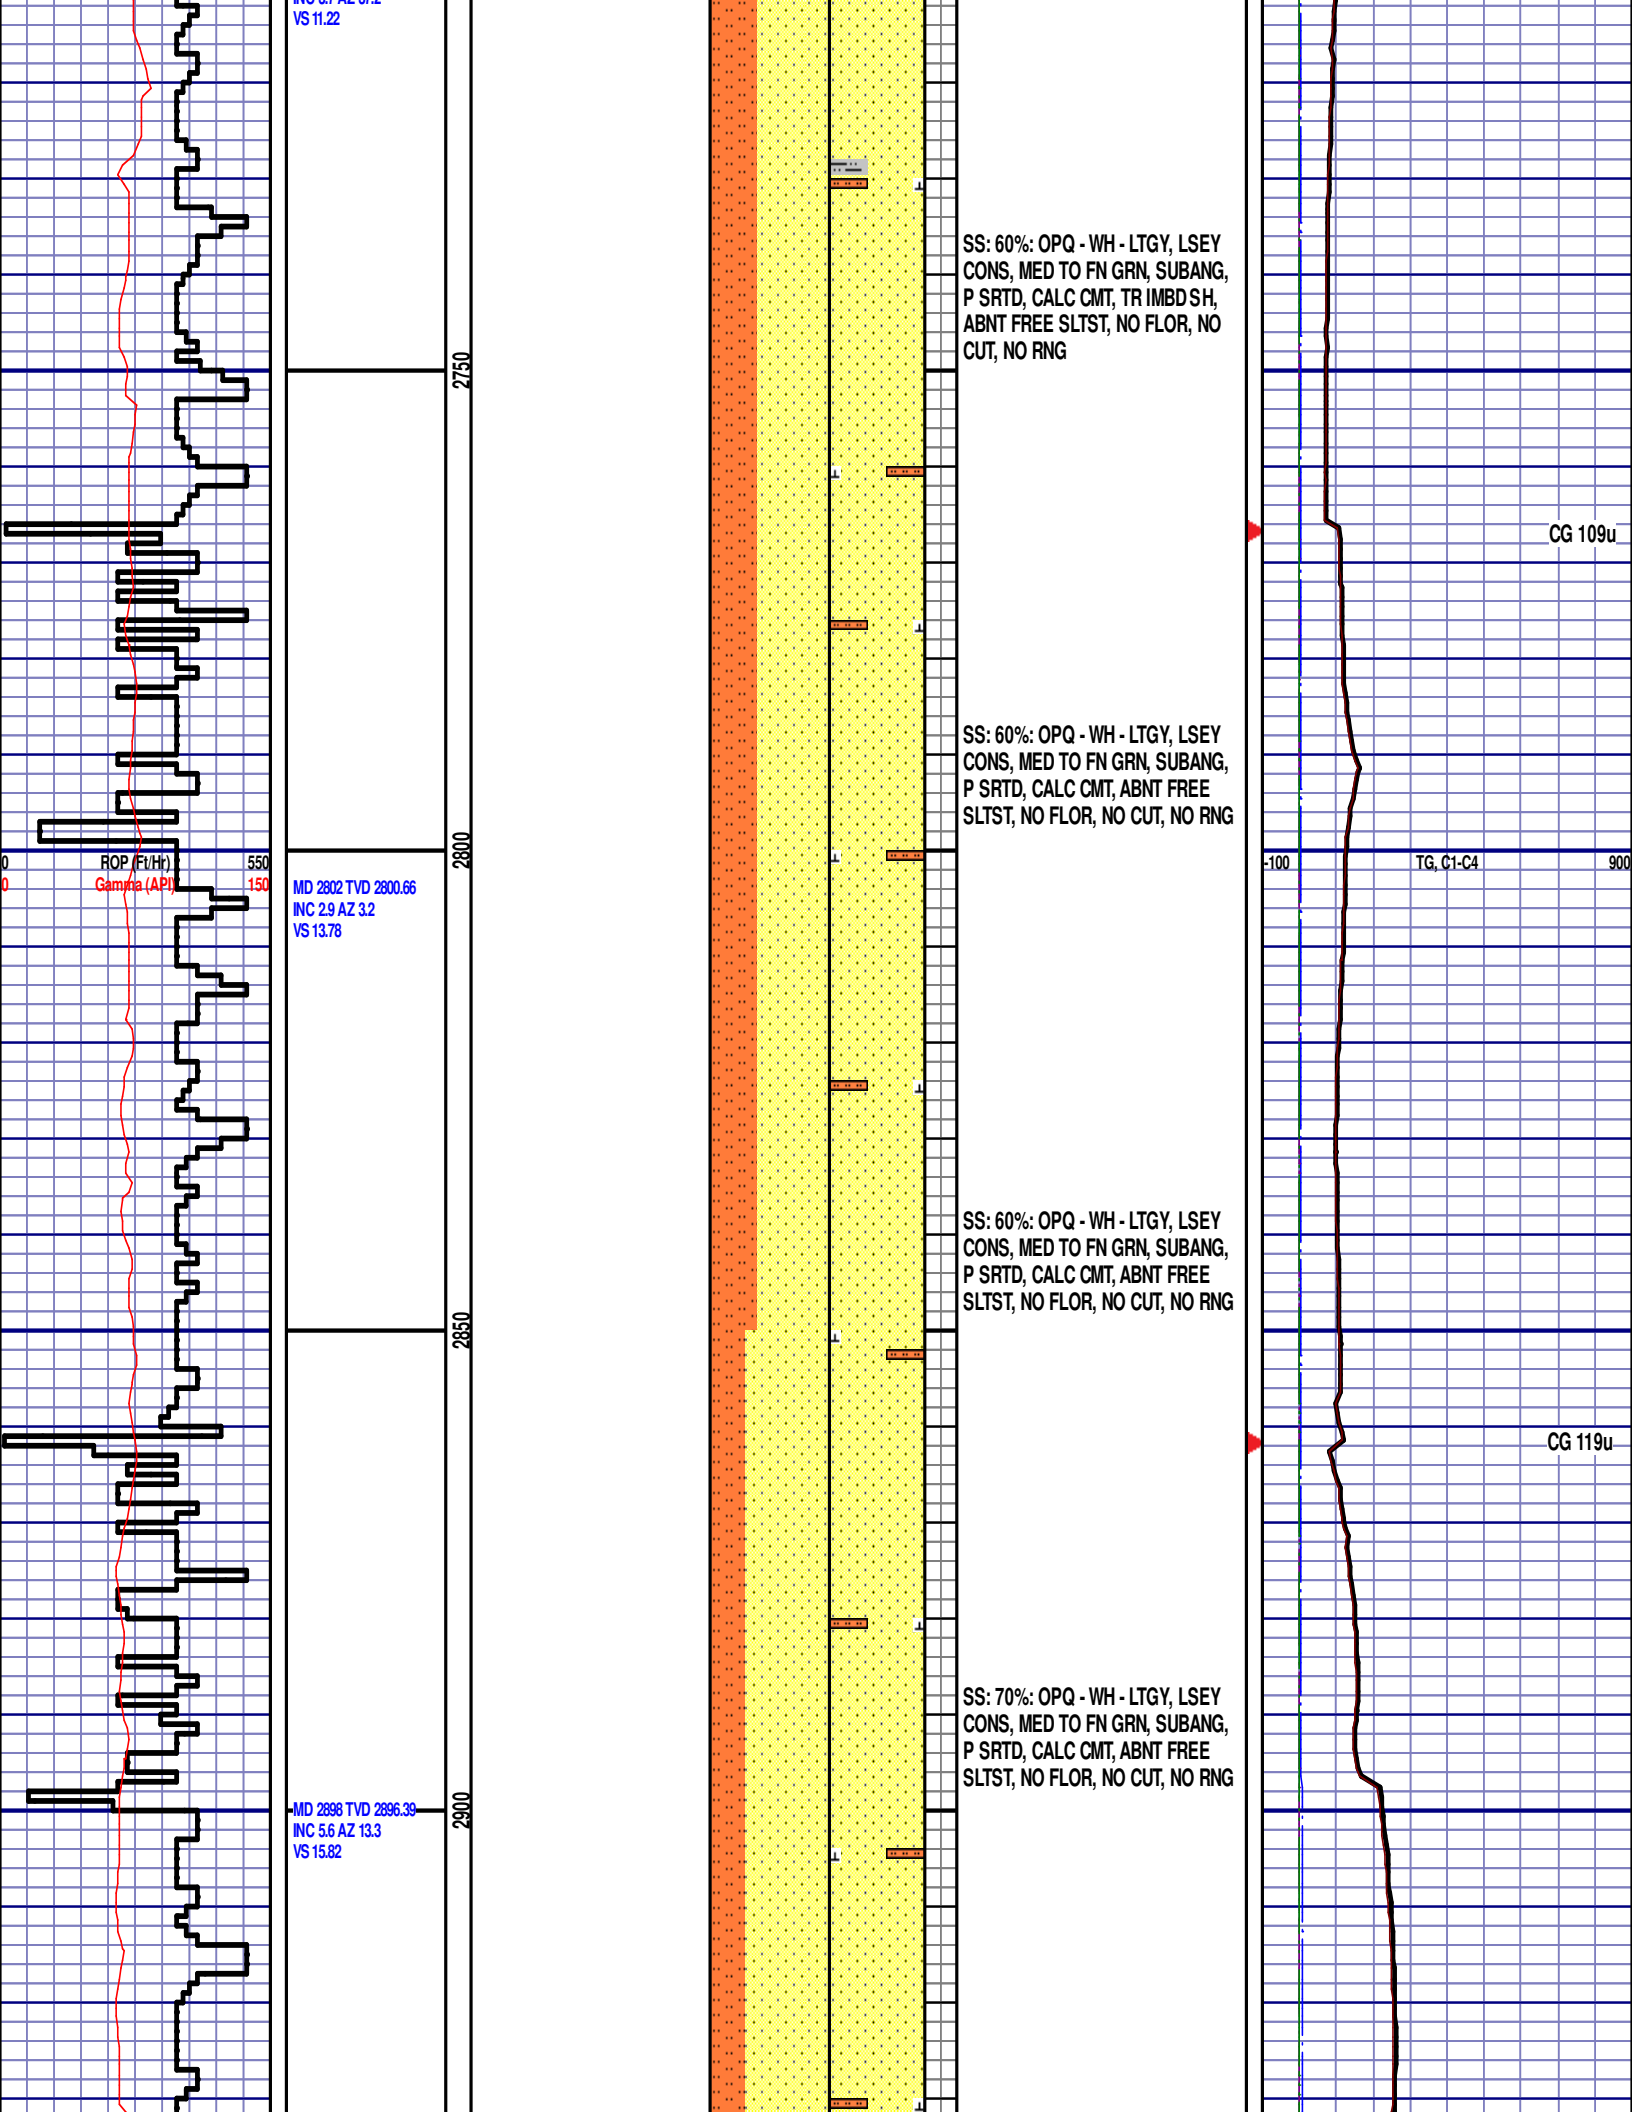 VS 11.22
SS: 60%: OPQ - WH - LTGY, LSEY
CONS, MED TO FN GRN, SUBANG,
P SRTD, CALC CMT, TR IMBD SH,
ABNT FREE SLTST, NO FLOR, NO
CUT, NO RNG
2750
CG 109u
SS: 60%: OPQ - WH - LTGY, LSEY
CONS, MED TO FN GRN, SUBANG,
P SRTD, CALC CMT, ABNT FREE
SLTST, NO FLOR, NO CUT, NO RNG
2800
0 ROP (Ft/Hr) 550
0 Gamma (API) 150
-100 TG, C1-C4 900
MD 2802 TVD 2800.66
INC 2.9 AZ 3.2
VS 13.78
SS: 60%: OPQ - WH - LTGY, LSEY
CONS, MED TO FN GRN, SUBANG,
P SRTD, CALC CMT, ABNT FREE
SLTST, NO FLOR, NO CUT, NO RNG
2850
CG 119u
SS: 70%: OPQ - WH - LTGY, LSEY
CONS, MED TO FN GRN, SUBANG,
P SRTD, CALC CMT, ABNT FREE
SLTST, NO FLOR, NO CUT, NO RNG
2900
MD 2898 TVD 2896.39
INC 5.6 AZ 13.3
VS 15.82